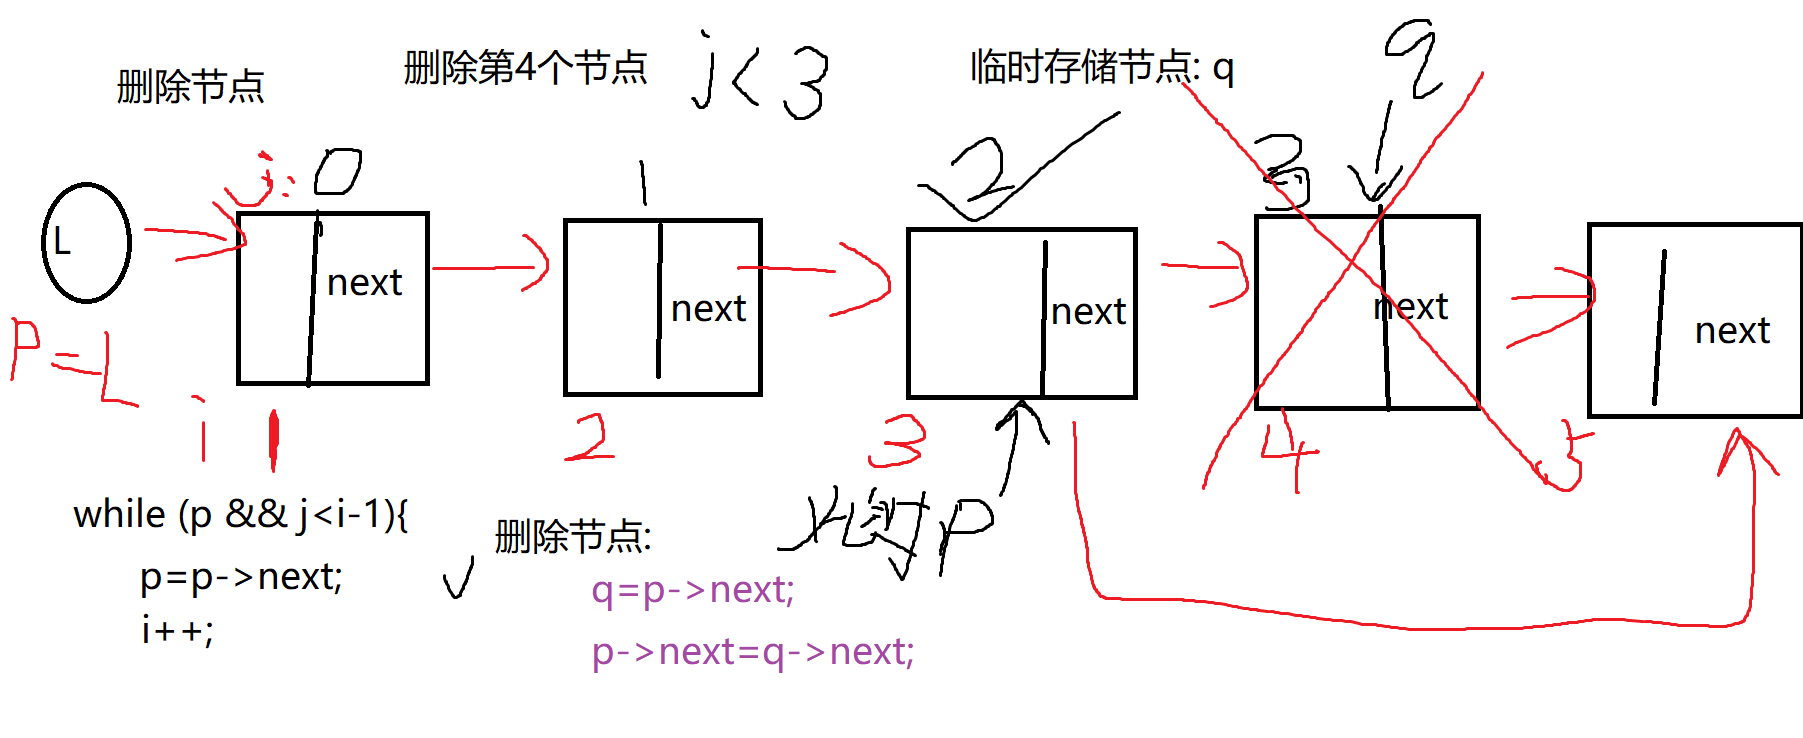 删除节点
删除第4个节点
j<3
临时存储节点: q
q
j: 0
1
2
3
3
L
next
next
next
next
next
P=L
i 1
2
3
4
5
while (p && j<i-1){
p=p->next;
i++;
删除节点:
q=p->next;
p->next=q->next;
此时P